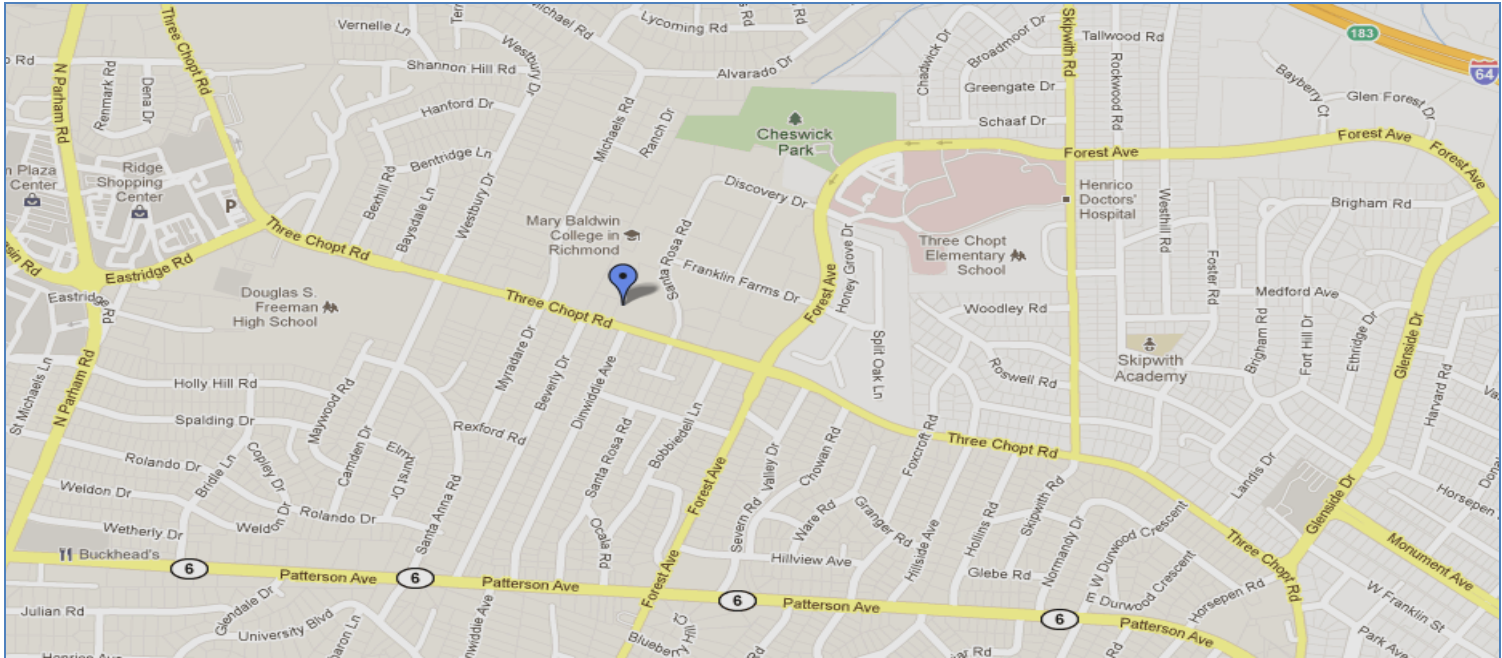 Three Chopt Rd
Vernelle Ln
Lycoming Rd
Skipwith Rd
Broadmoor Dr
Tallwood Rd
183
64
N Parham Rd
Shannon Hill Rd
Westbury Dr
Alvarado Dr
Chadwick Dr
Greengate Dr
Rockwood Rd
Bayberry Ct
Glen Forest Dr
Renmark Rd
Dena Dr
Hanford Dr
Michaels Rd
Ranch Dr
Cheswick
Park
Schaaf Dr
Forest Ave
Forest Ave
Forest Ave
Ridge
Shopping
Center
Plaza
Center
P
Bentridge Ln
Bexhill Rd
Baysdale Ln
Westbury Dr
Discovery Dr
Henrico
Doctors'
Hospital
Westhill Rd
Brigham Rd
Three Chopt Rd
Mary Baldwin
College in
Richmond
Santa Rosa Rd
Franklin Farms Dr
Forest Ave
Honey Grove Dr
Three Chopt
Elementary
School
Foster Rd
Medford Ave
Eastridge Rd
Eastridge Rd
Douglas S.
Freeman
High School
Three Chopt Rd
Woodley Rd
Split Oak Ln
Brigham Rd
Fort Hill Dr
Ethridge Dr
Glenside Dr
St Michaels Ln
N Parham Rd
Holly Hill Rd
Maywood Rd
Myradare Dr
Beverly Dr
Dinwiddie Ave
Roswell Rd
Skipwith
Academy
Harvard Rd
Spalding Dr
Rexford Rd
Santa Rosa Rd
Bobbiedell Ln
Forest Ave
Valley Dr
Chowan Rd
Foxcroft Rd
Three Chopt Rd
Rolando Dr
Bridle Ln
Copley Dr
Camden Dr
Elmhurst Dr
Landis Dr
Weldon Dr
Weldon Dr
Rolando Dr
Santa Anna Rd
Ocala Rd
Severn Rd
Ware Rd
Granger Rd
Hillside Ave
Hollins Rd
Skipwith Rd
Normandy Dr
Glenside Dr
Wetherly Dr
Buckhead's
Hillview Ave
Glebe Rd
E W Durwood Crescent
E Durwood Crescent
Three Chopt Rd
Monument Ave
6
Patterson Ave
6
Patterson Ave
Forest Ave
6
Patterson Ave
6
Patterson Ave
Horsepen Rd
W Franklin St
Julian Rd
Glendale Dr
University Blvd